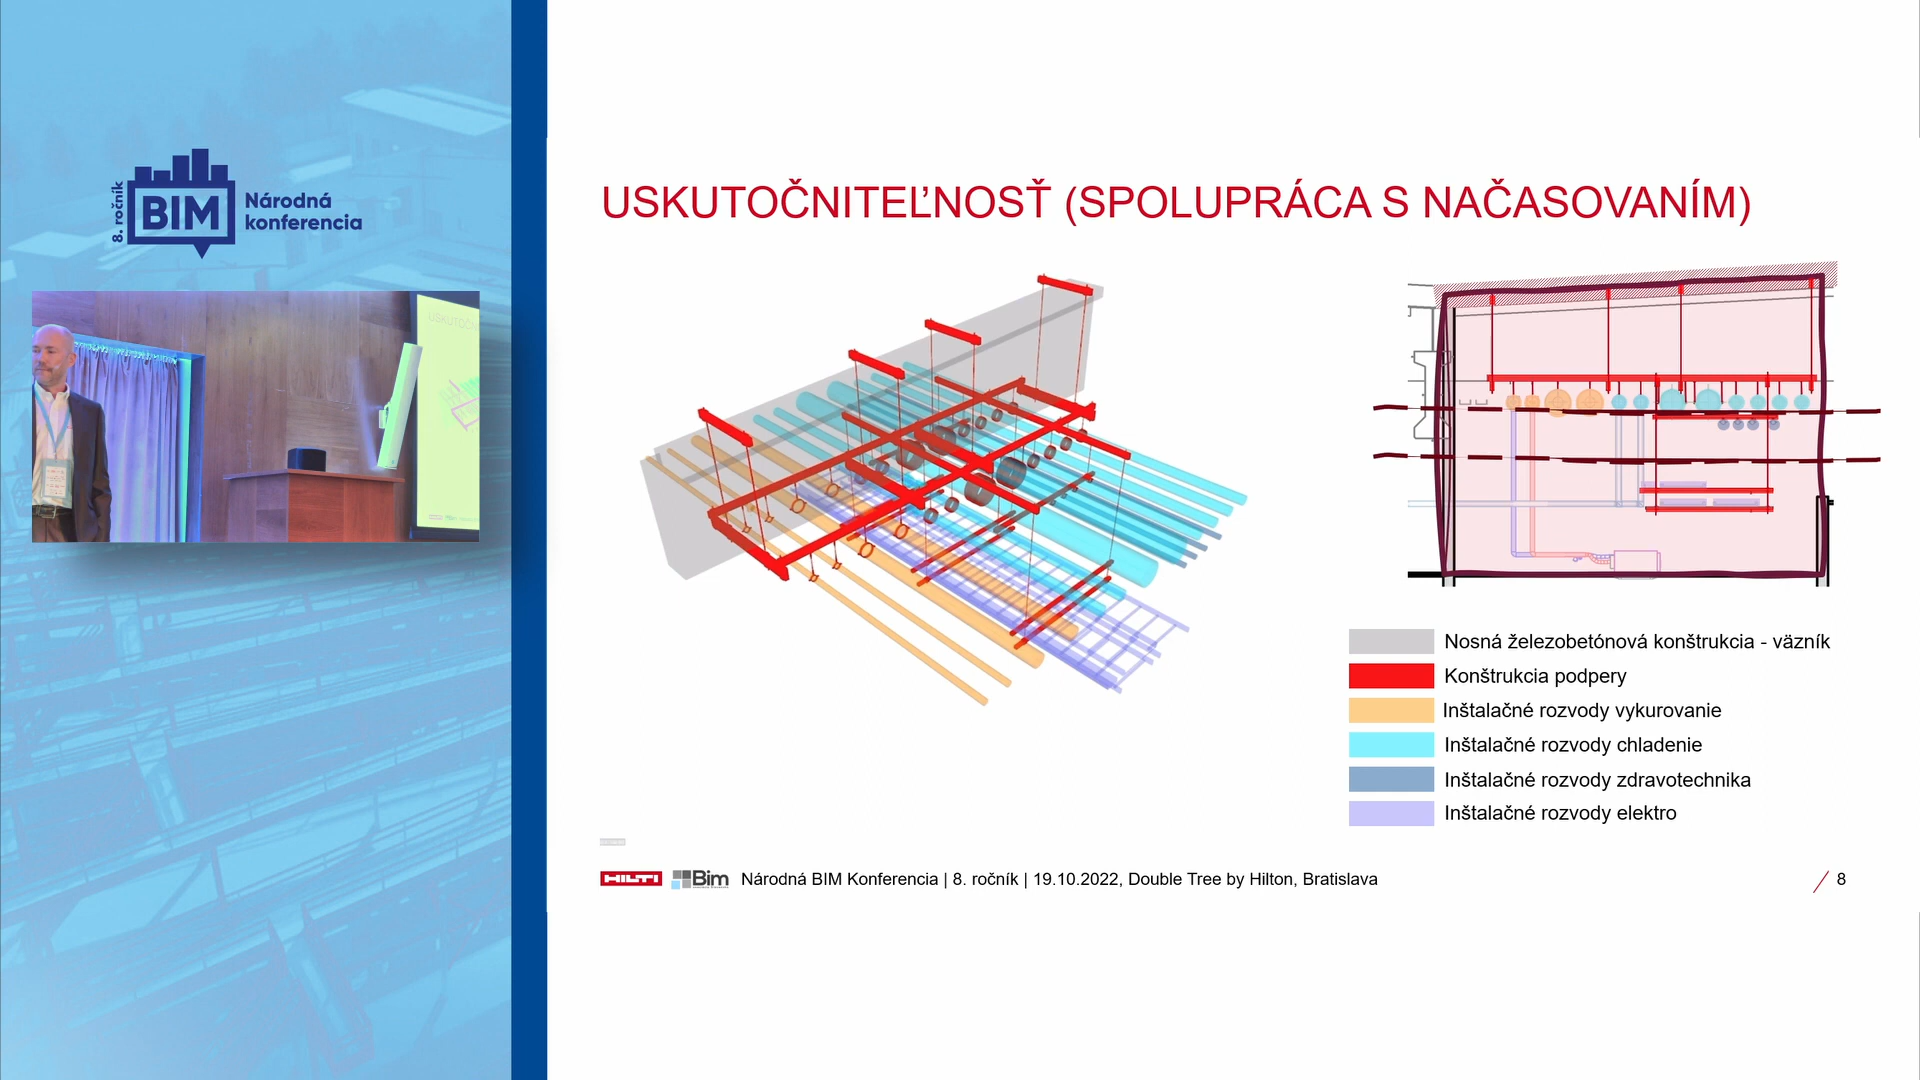 8. ročník
BIM
Národná
konferencia
USKUTOČNITEĽNOSŤ (SPOLUPRÁCA S NAČASOVANÍM)
Nosná železobetónová konštrukcia - väzník
Konštrukcia podpery
Inštalačné rozvody vykurovanie
Inštalačné rozvody chladenie
Inštalačné rozvody zdravotechnika
Inštalačné rozvody elektro
HILTI Bim Národná BIM Konferencia | 8. ročník | 19.10.2022, Double Tree by Hilton, Bratislava
8